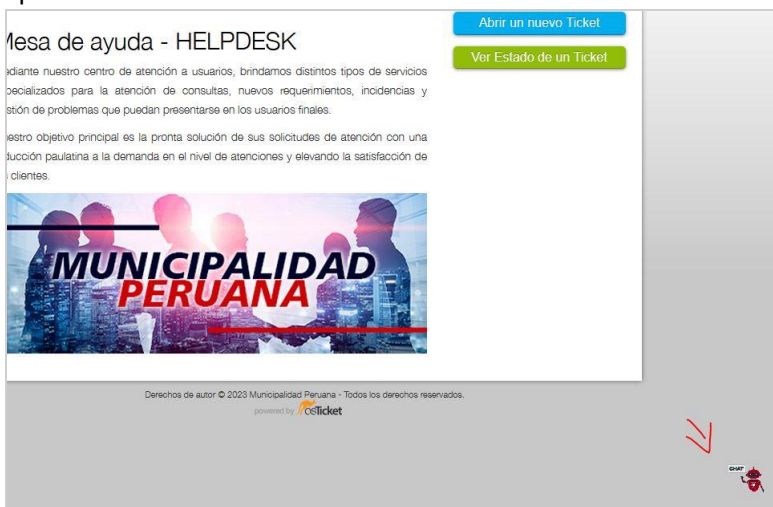 Abrir un nuevo Ticket
Mesa de ayuda - HELPDESK
Ver Estado de un Ticket
ediante nuestro centro de atención a usuarios, brindamos distintos tipos de servicios
pecializados para la atención de consultas, nuevos requerimientos, incidencias y
stión de problemas que puedan presentarse en los usuarios finales.
estro objetivo principal es la pronta solución de sus solicitudes de atención con una
ducción paulatina a la demanda en el nivel de atenciones y elevando la satisfacción de
clientes.
MUNICIPALIDAD
PERUANA
Derechos de autor © 2023 Municipalidad Peruana - Todos los derechos reservados.
powered by osTicket
CHAT